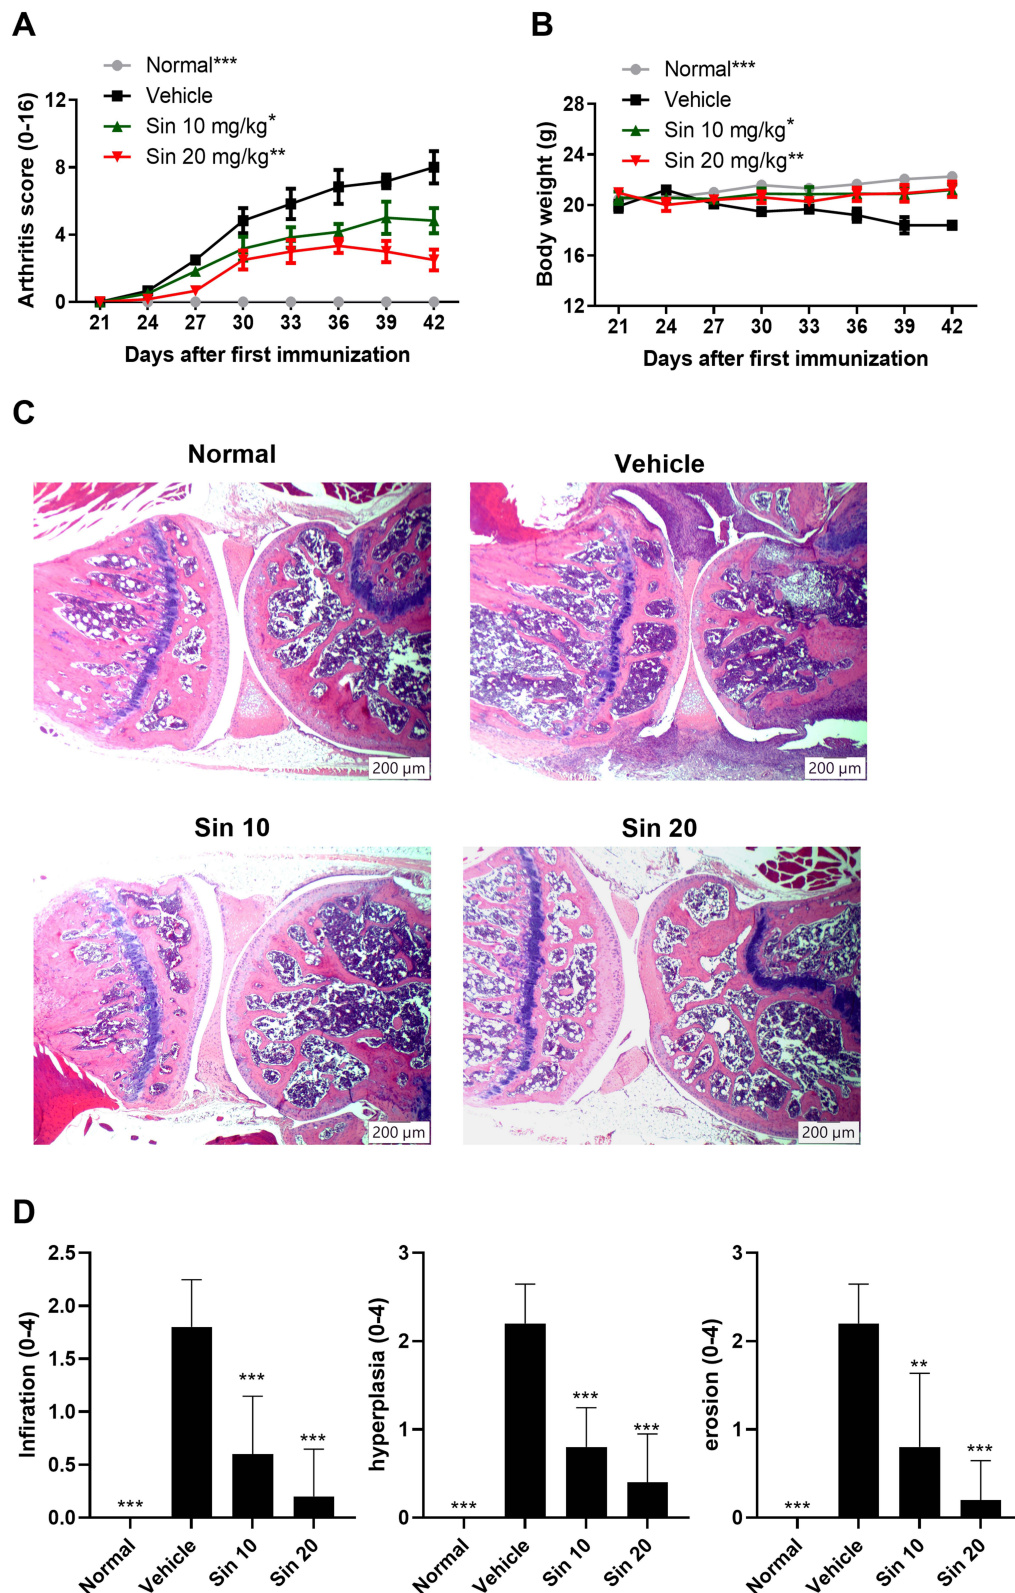 A
Normal***
Vehicle
Sin 10 mg/kg*
Sin 20 mg/kg**
Arthritis score (0-16)
12
8
4
0
21 24 27 30 33 36 39 42
Days after first immunization
B
Normal***
Vehicle
Sin 10 mg/kg*
Sin 20 mg/kg**
Body weight (g)
28
24
20
16
12
21 24 27 30 33 36 39 42
Days after first immunization
C
Normal
200 µm
Vehicle
200 µm
Sin 10
200 µm
Sin 20
200 µm
D
Infiration (0-4)
2.5
2.0
1.5
1.0
0.5
0.0
***
***
***
Normal Vehicle Sin 10 Sin 20
hyperplasia (0-4)
3
2
1
0
***
***
***
Normal Vehicle Sin 10 Sin 20
erosion (0-4)
3
2
1
0
***
**
***
Normal Vehicle Sin 10 Sin 20